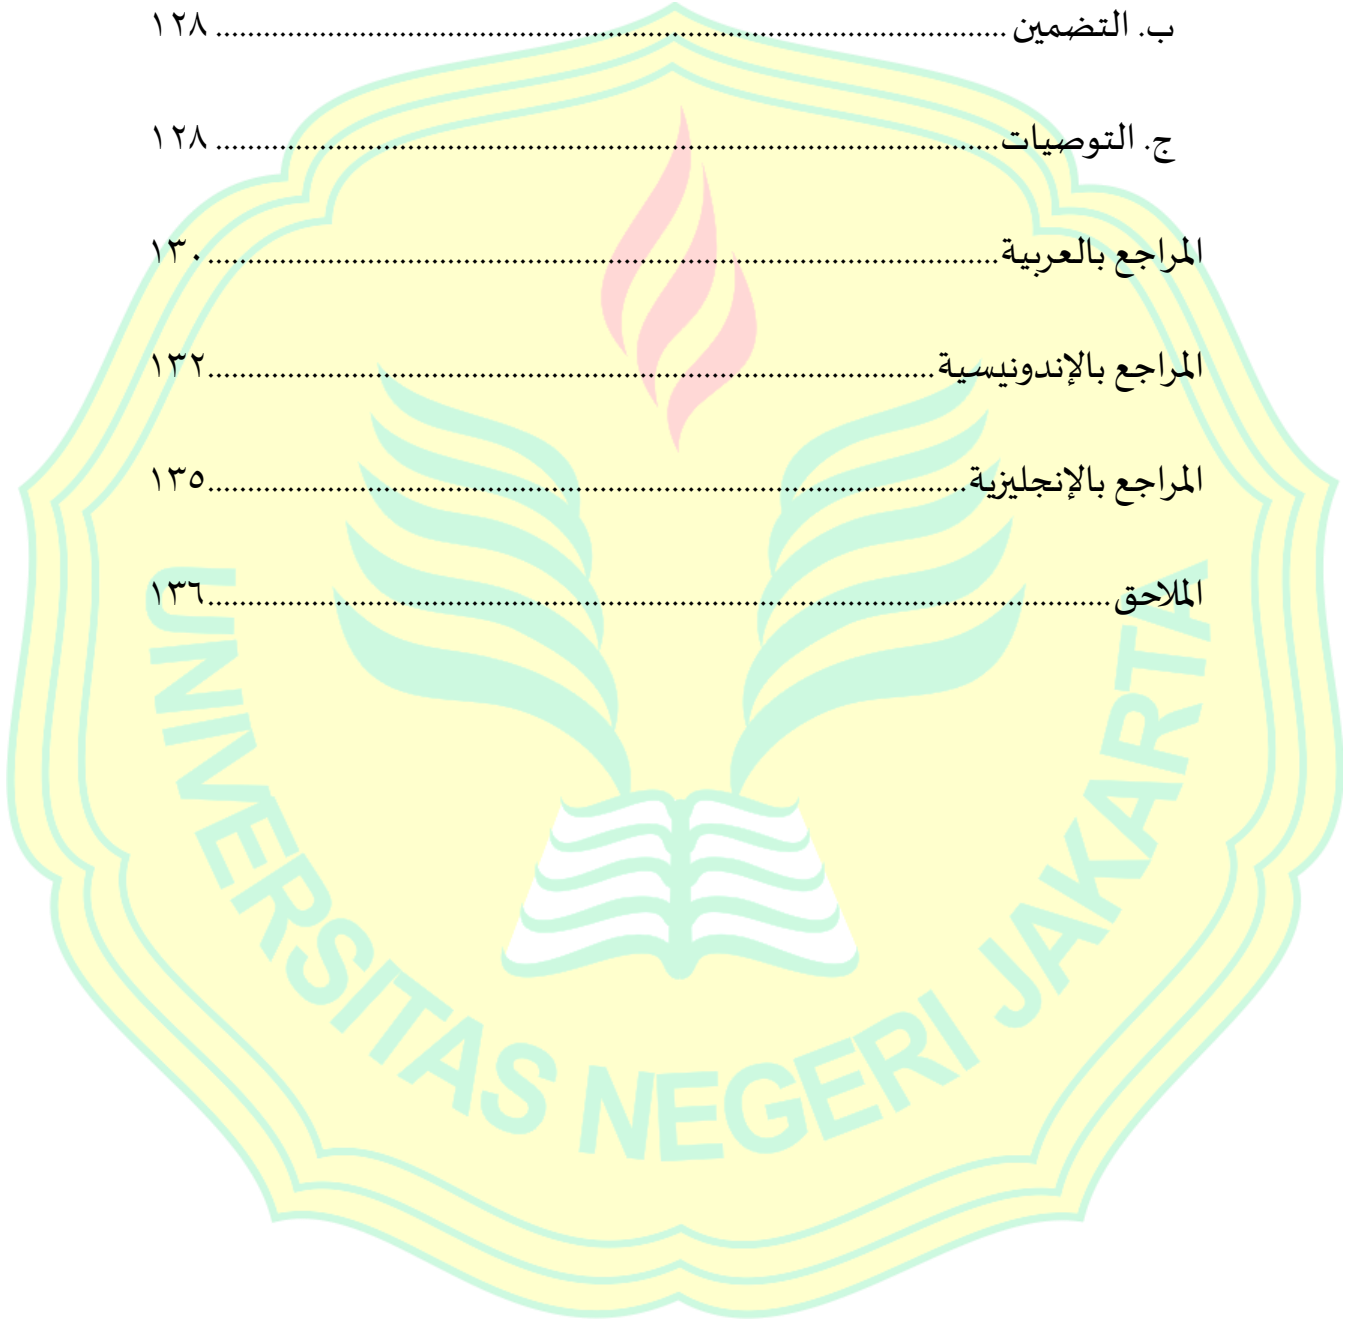 ب. التضمين ........................................ ١٢٨
ج. التوصيات ........................................ ١٢٨
المراجع بالعربية ........................................ ١٣٠
المراجع بالإندونيسية ........................................ ١٣٢
المراجع بالإنجليزية ........................................ ١٣٥
الملاحق ........................................ ١٣٦
UNIVERSITAS NEGERI JAKARTA